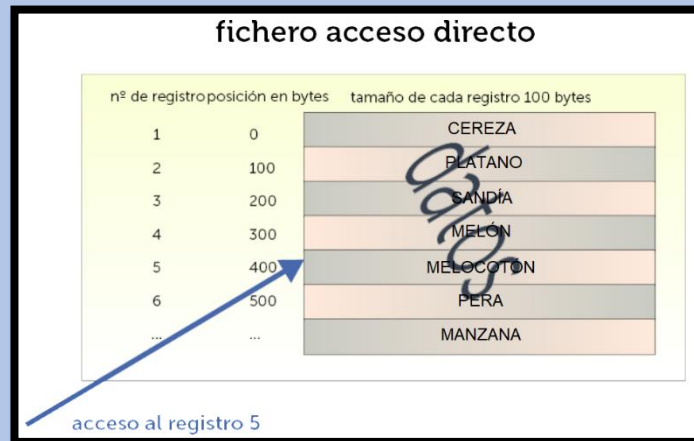 fichero acceso directo
nº de registro posición en bytes tamaño de cada registro 100 bytes
1 0 CEREZA
2 100 PLATANO
3 200 SANDÍA
4 300 MELÓN
5 400 MELOCOTÓN
6 500 PERA
... ... MANZANA
datos
acceso al registro 5